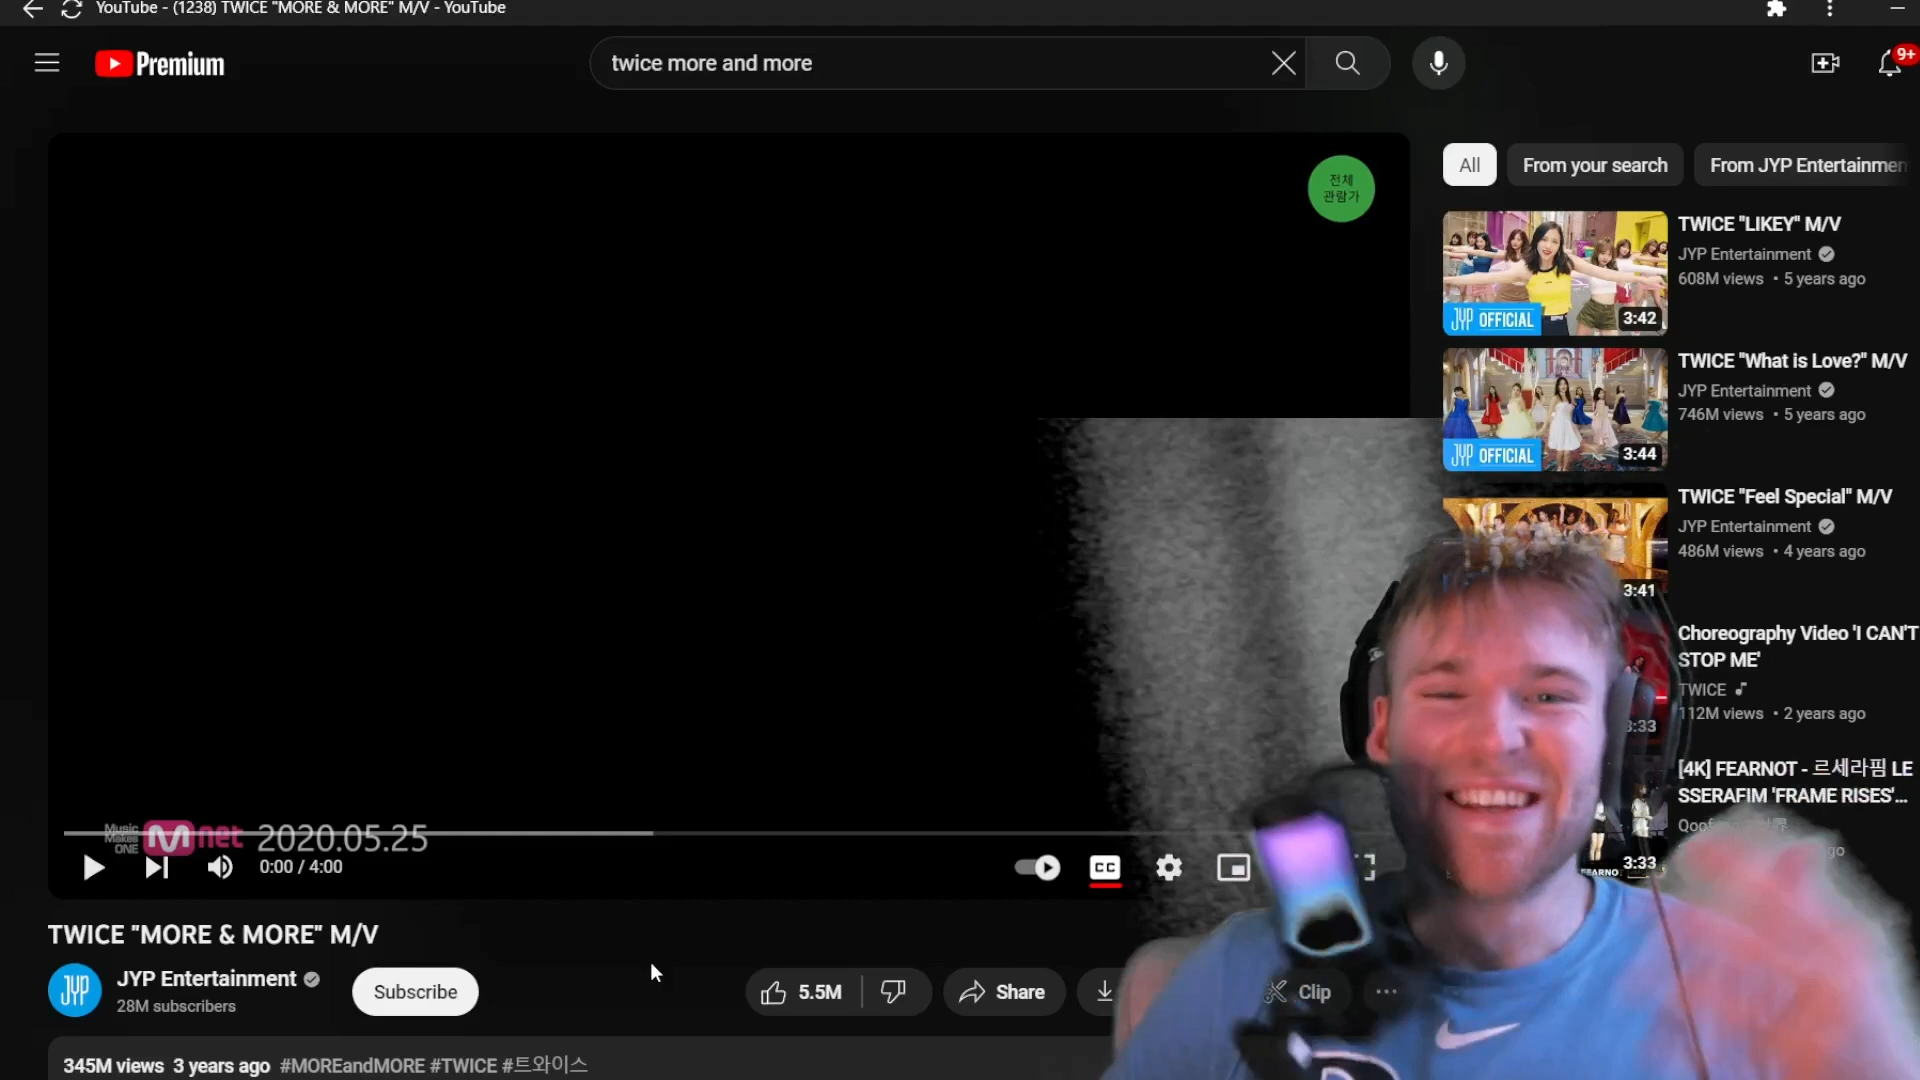 YouTube - (1238) TWICE "MORE & MORE" M/V - YouTube
Premium
twice more and more
9+
전체
관람가
All
From your search
From JYP Entertainmen
TWICE "LIKEY" M/V
JYP Entertainment
608M views • 5 years ago
JYP OFFICIAL
3:42
TWICE "What is Love?" M/V
JYP Entertainment
746M views • 5 years ago
JYP OFFICIAL
3:44
TWICE "Feel Special" M/V
JYP Entertainment
486M views • 4 years ago
3:41
Choreography Video 'I CAN'T
STOP ME'
TWICE
112M views • 2 years ago
3:33
[4K] FEARNOT - 르세라핌 LE
SSERAFIM 'FRAME RISES'...
3:33
Music
Makes
ONE
Mnet 2020.05.25
0:00 / 4:00
CC
TWICE "MORE & MORE" M/V
JYP
JYP Entertainment
28M subscribers
Subscribe
5.5M
Share
Clip
345M views 3 years ago #MOREandMORE #TWICE #트와이스